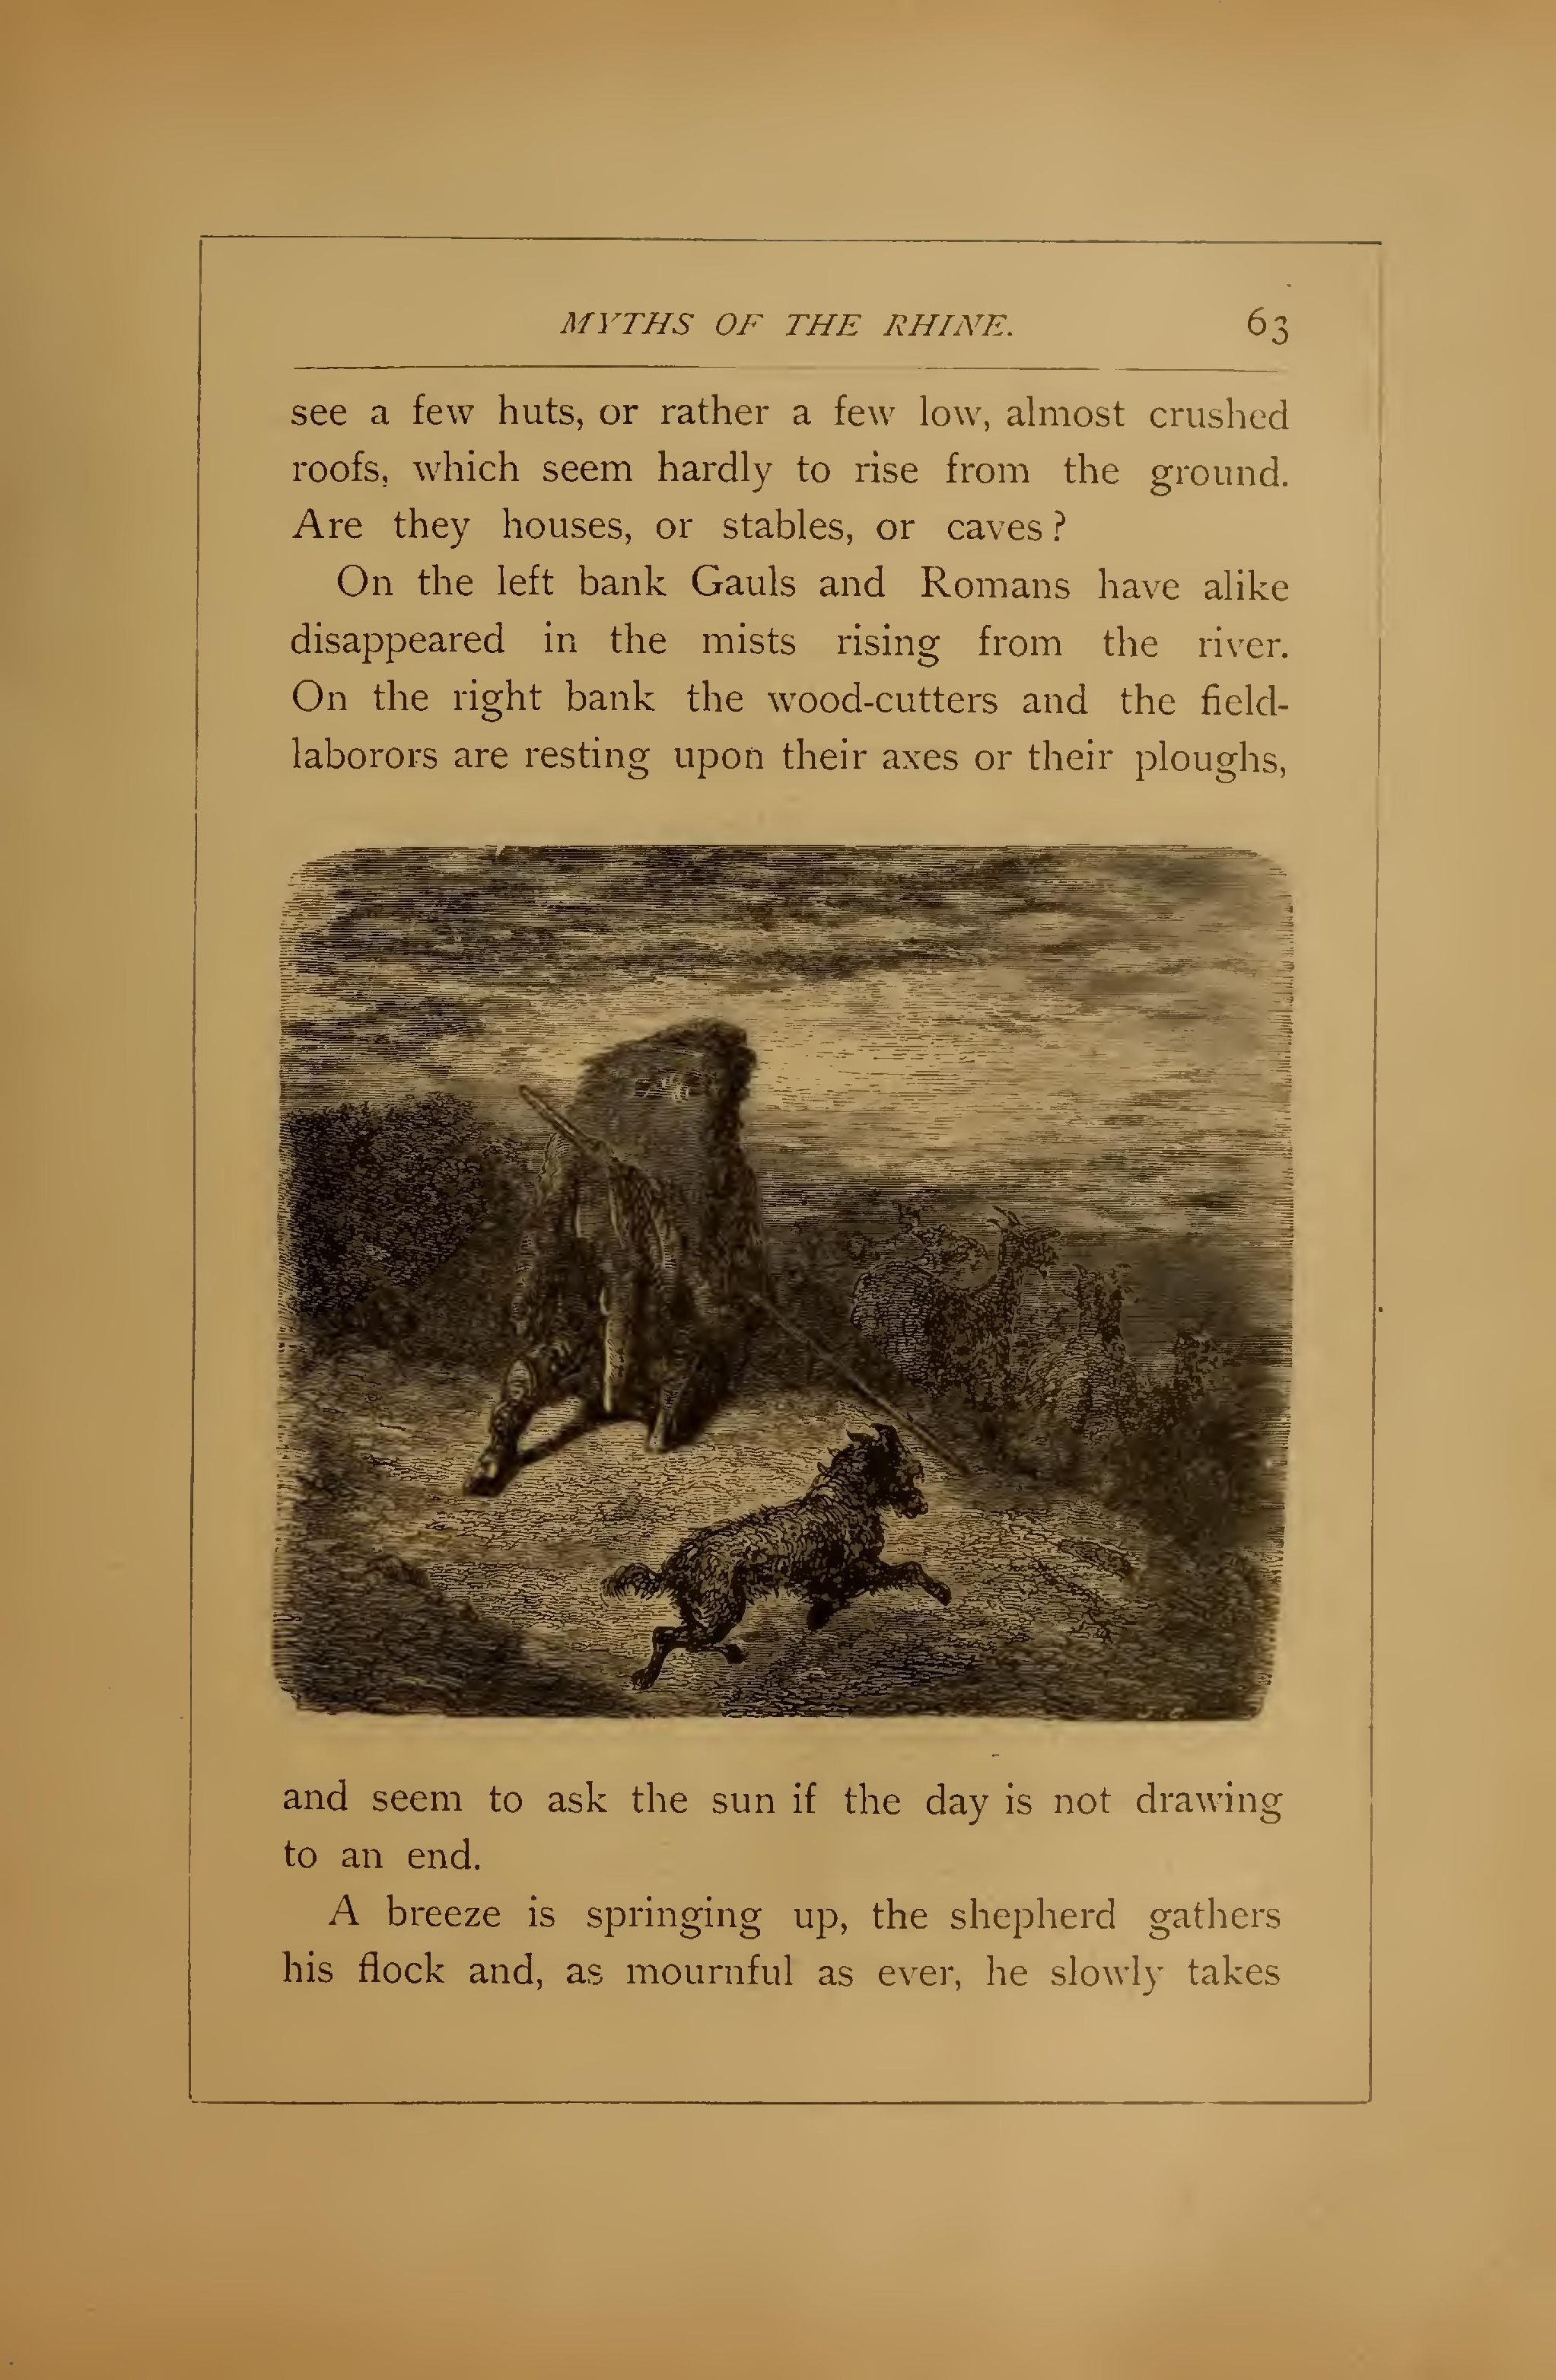 MYTHS OF THE RHINE. 63
see a few huts, or rather a few low, almost crushed
roofs, which seem hardly to rise from the ground.
Are they houses, or stables, or caves?
On the left bank Gauls and Romans have alike
disappeared in the mists rising from the river.
On the right bank the wood-cutters and the field-
laborors are resting upon their axes or their ploughs,
and seem to ask the sun if the day is not drawing
to an end.
A breeze is springing up, the shepherd gathers
his flock and, as mournful as ever, he slowly takes